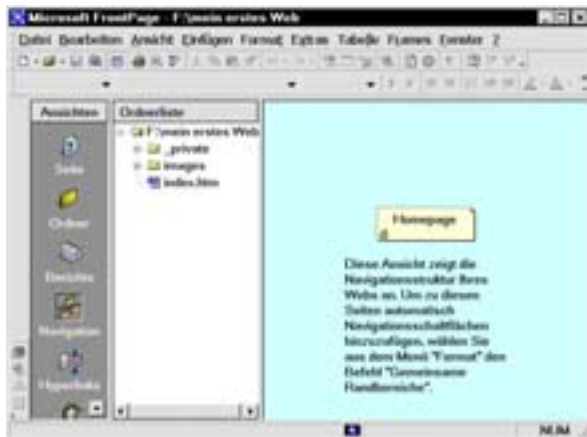 Microsoft FrontPage - F:\mein erstes Web
Datei Bearbeiten Ansicht Einfügen Format Extras Tabelle Frames Fenster ?
Ansichten
Ordnerliste
F:\mein erstes Web
_private
images
index.htm
Seite
Ordner
Berichte
Navigation
Hyperlinks
Homepage
Diese Ansicht zeigt die
Navigationsstruktur Ihres
Webs an. Um zu diesen
Seiten automatisch
Navigationsschaltflächen
hinzuzufügen, wählen Sie
aus dem Menü "Format" den
Befehl "Gemeinsame
Randbereiche".
NUM